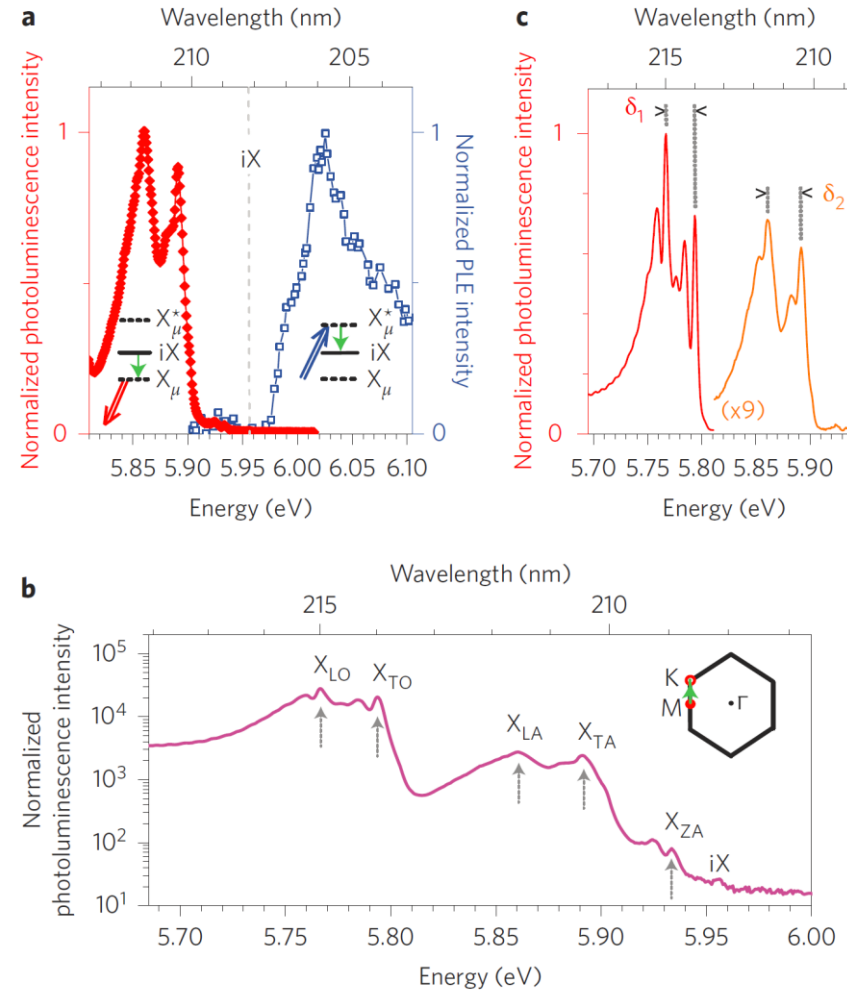 a
Wavelength (nm)
210 205
Normalized photoluminescence intensity
1
0
iX
X*μ
iX
Xμ
X*μ
iX
Xμ
1
0
Normalized PLE intensity
5.85 5.90 5.95 6.00 6.05 6.10
Energy (eV)
c
Wavelength (nm)
215 210
Normalized photoluminescence intensity
1
0
δ1 > <
> < δ2
(x9)
5.70 5.75 5.80 5.85 5.90
Energy (eV)
b
Wavelength (nm)
215 210
Normalized
photoluminescence intensity
10^5
10^4
10^3
10^2
10^1
XLO
XTO
XLA
XTA
XZA
iX
K
M
Γ
5.70 5.75 5.80 5.85 5.90 5.95 6.00
Energy (eV)